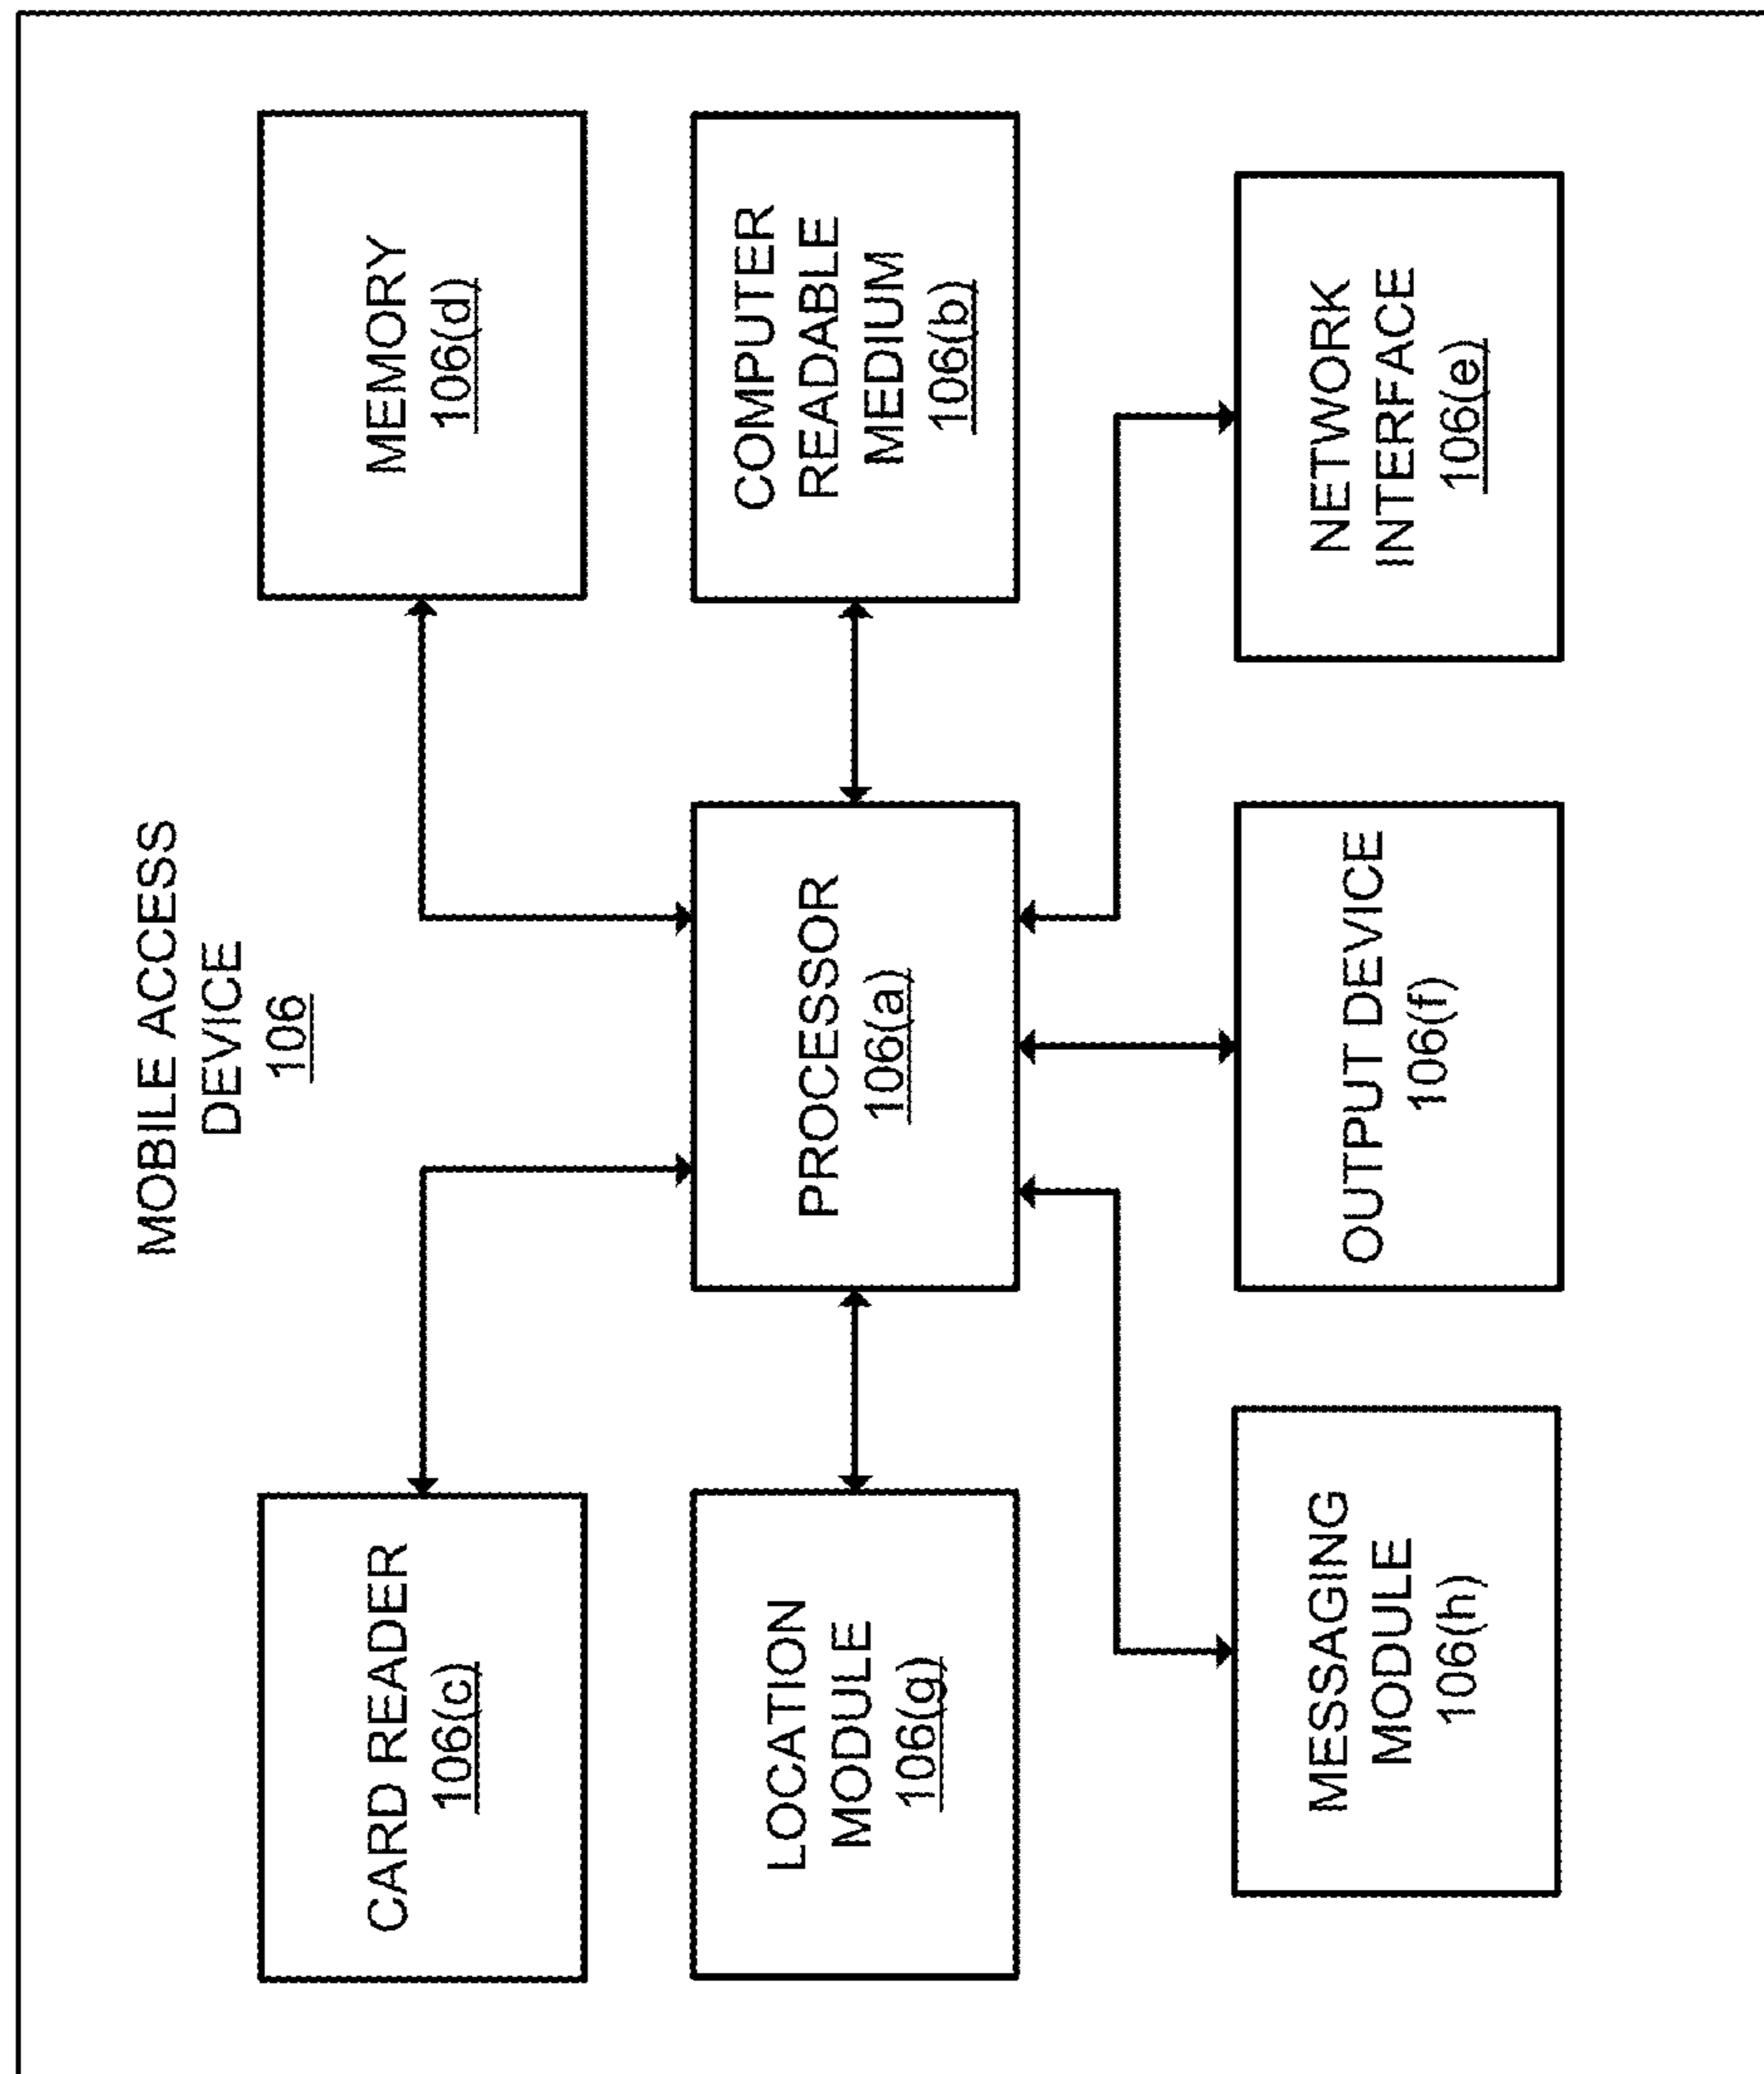 MOBILE ACCESS
DEVICE
106
CARD READER
106(c)
MEMORY
106(d)
LOCATION
MODULE
106(g)
PROCESSOR
106(a)
COMPUTER
READABLE
MEDIUM
106(b)
MESSAGING
MODULE
106(h)
OUTPUT DEVICE
106(f)
NETWORK
INTERFACE
106(e)